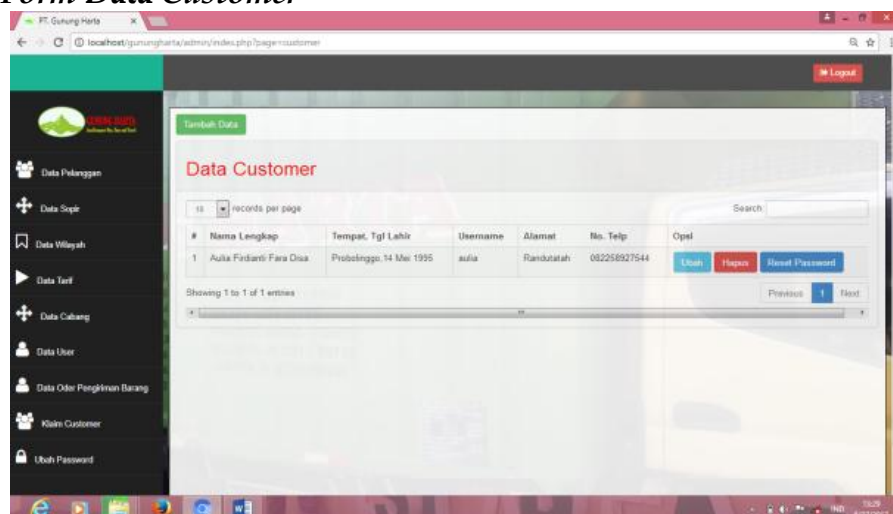 Form Data Customer
PT. Gunung Harta
localhost/gunungharta/admin/index.php?page=customer
Logout
Tambah Data
Data Customer
10 records per page
Search
# Nama Lengkap Tempat, Tgl Lahir Username Alamat No. Telp Opsi
1 Aulia Firdianti Fara Disa Probolinggo, 14 Mei 1995 aulia Randutatah 082258927544 Ubah Hapus Reset Password
Showing 1 to 1 of 1 entries
Previous 1 Next
Data Pelanggan
Data Sopir
Data Wilayah
Data Tarif
Data Cabang
Data User
Data Oder Pengiriman Barang
Klaim Customer
Ubah Password
IND 15:29